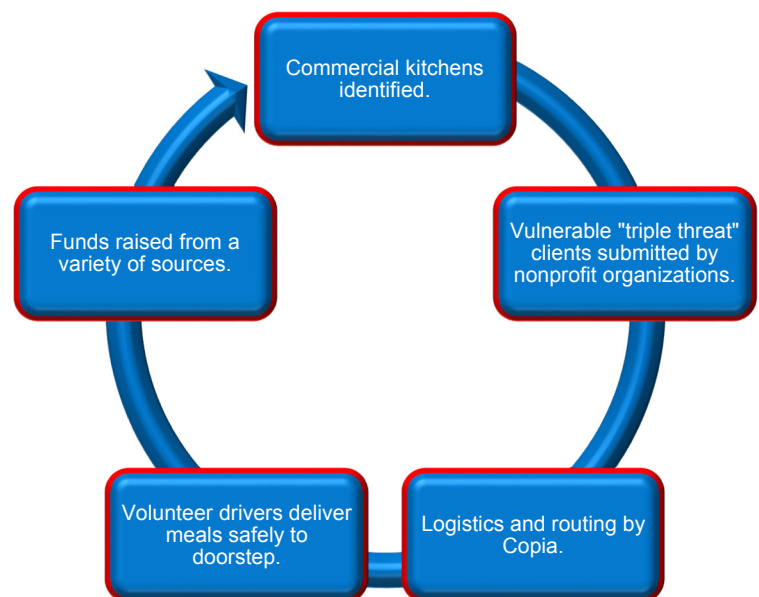 Commercial kitchens
identified.
Vulnerable "triple threat"
clients submitted by
nonprofit organizations.
Logistics and routing by
Copia.
Volunteer drivers deliver
meals safely to
doorstep.
Funds raised from a
variety of sources.